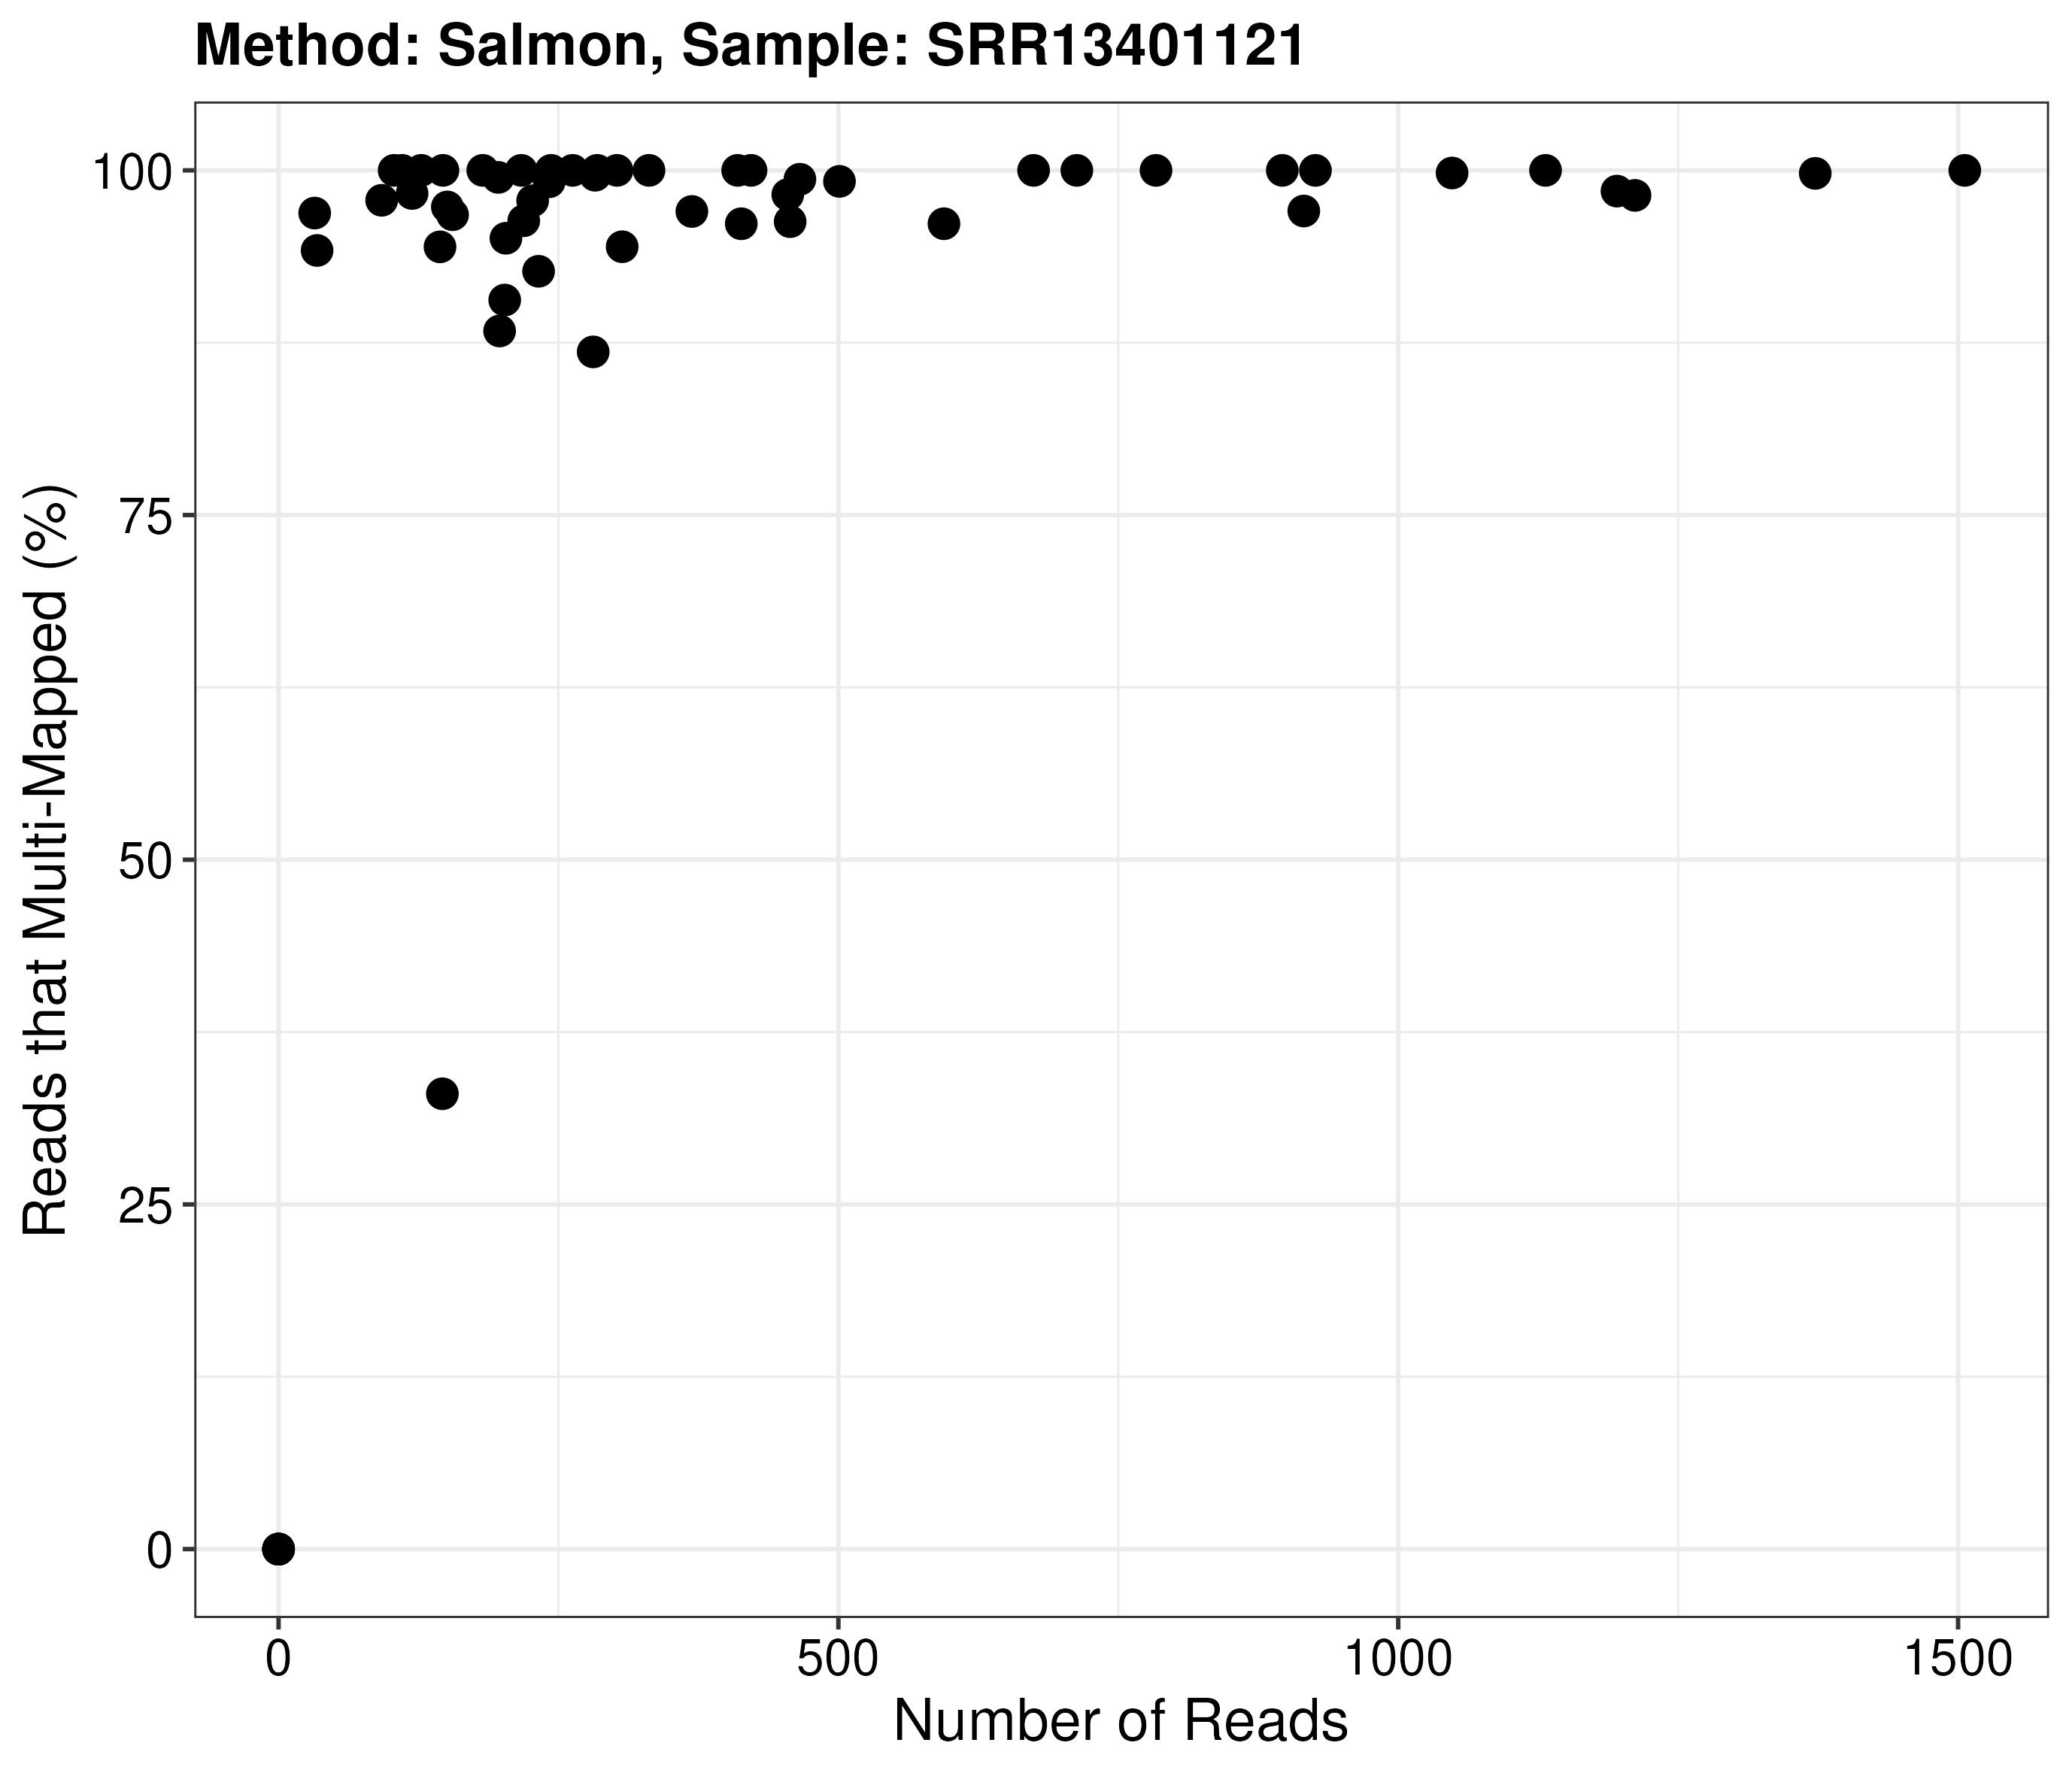 Method: Salmon, Sample: SRR13401121
Reads that Multi-Mapped (%)
100
75
50
25
0
0 500 1000 1500
Number of Reads